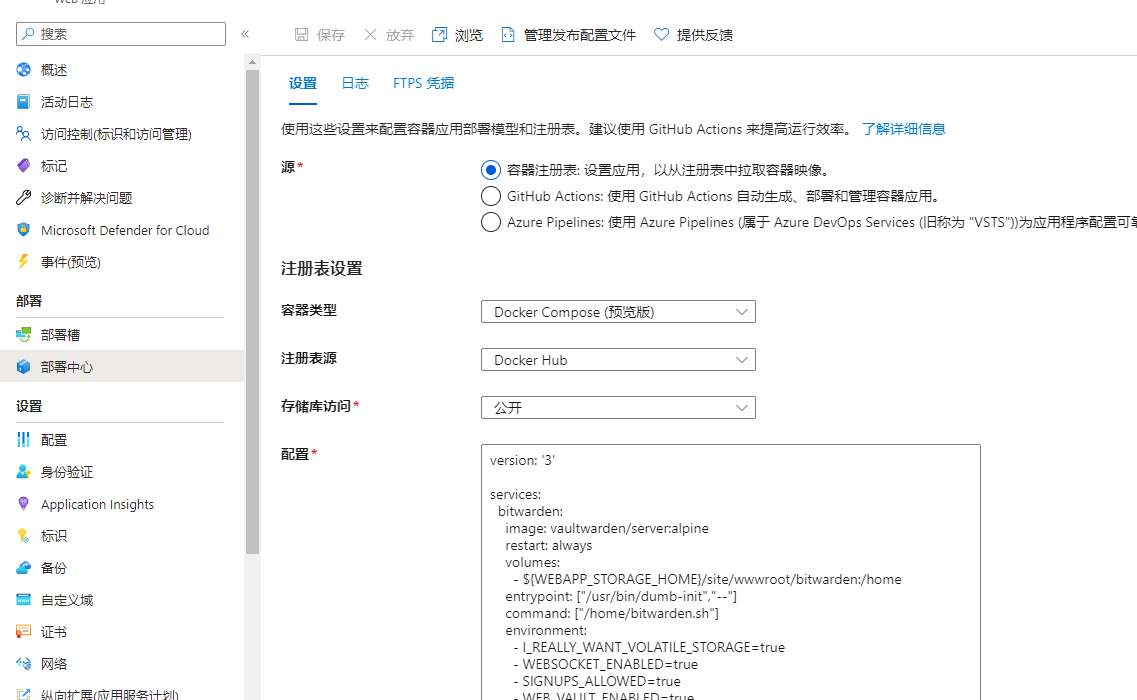 Web 应用
搜索
«
保存
放弃
浏览
管理发布配置文件
提供反馈
概述
活动日志
访问控制(标识和访问管理)
标记
诊断并解决问题
Microsoft Defender for Cloud
事件(预览)
部署
部署槽
部署中心
设置
配置
身份验证
Application Insights
标识
备份
自定义域
证书
网络
纵向扩展(应用服务计划)
设置
日志
FTPS 凭据
使用这些设置来配置容器应用部署模型和注册表。建议使用 GitHub Actions 来提高运行效率。 了解详细信息
源*
容器注册表: 设置应用，以从注册表中拉取容器映像。
GitHub Actions: 使用 GitHub Actions 自动生成、部署和管理容器应用。
Azure Pipelines: 使用 Azure Pipelines (属于 Azure DevOps Services (旧称为 "VSTS"))为应用程序配置可
注册表设置
容器类型
Docker Compose (预览版)
注册表源
Docker Hub
存储库访问*
公开
配置*
version: '3'
services:
bitwarden:
image: vaultwarden/server:alpine
restart: always
volumes:
- ${WEBAPP_STORAGE_HOME}/site/wwwroot/bitwarden:/home
entrypoint: ["/usr/bin/dumb-init","--"]
command: ["/home/bitwarden.sh"]
environment:
- I_REALLY_WANT_VOLATILE_STORAGE=true
- WEBSOCKET_ENABLED=true
- SIGNUPS_ALLOWED=true
- WEB_VAULT_ENABLED=true